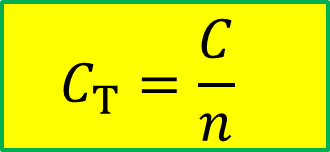 C_T = C/n